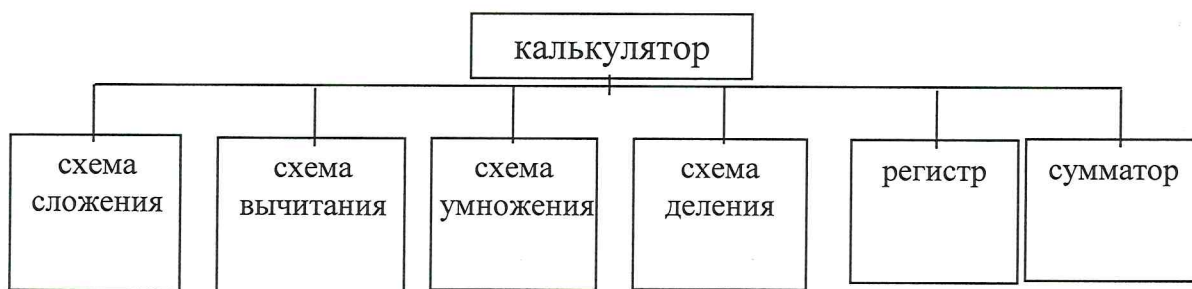 калькулятор
схема
сложения
схема
вычитания
схема
умножения
схема
деления
регистр
сумматор